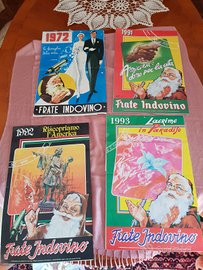 1972
FRATE INDOVINO
1991
Frate Indovino
1992
Riscopriamo
l'America
Frate Indovino
1993 Lacrime
in Paradiso
Frate Indovino